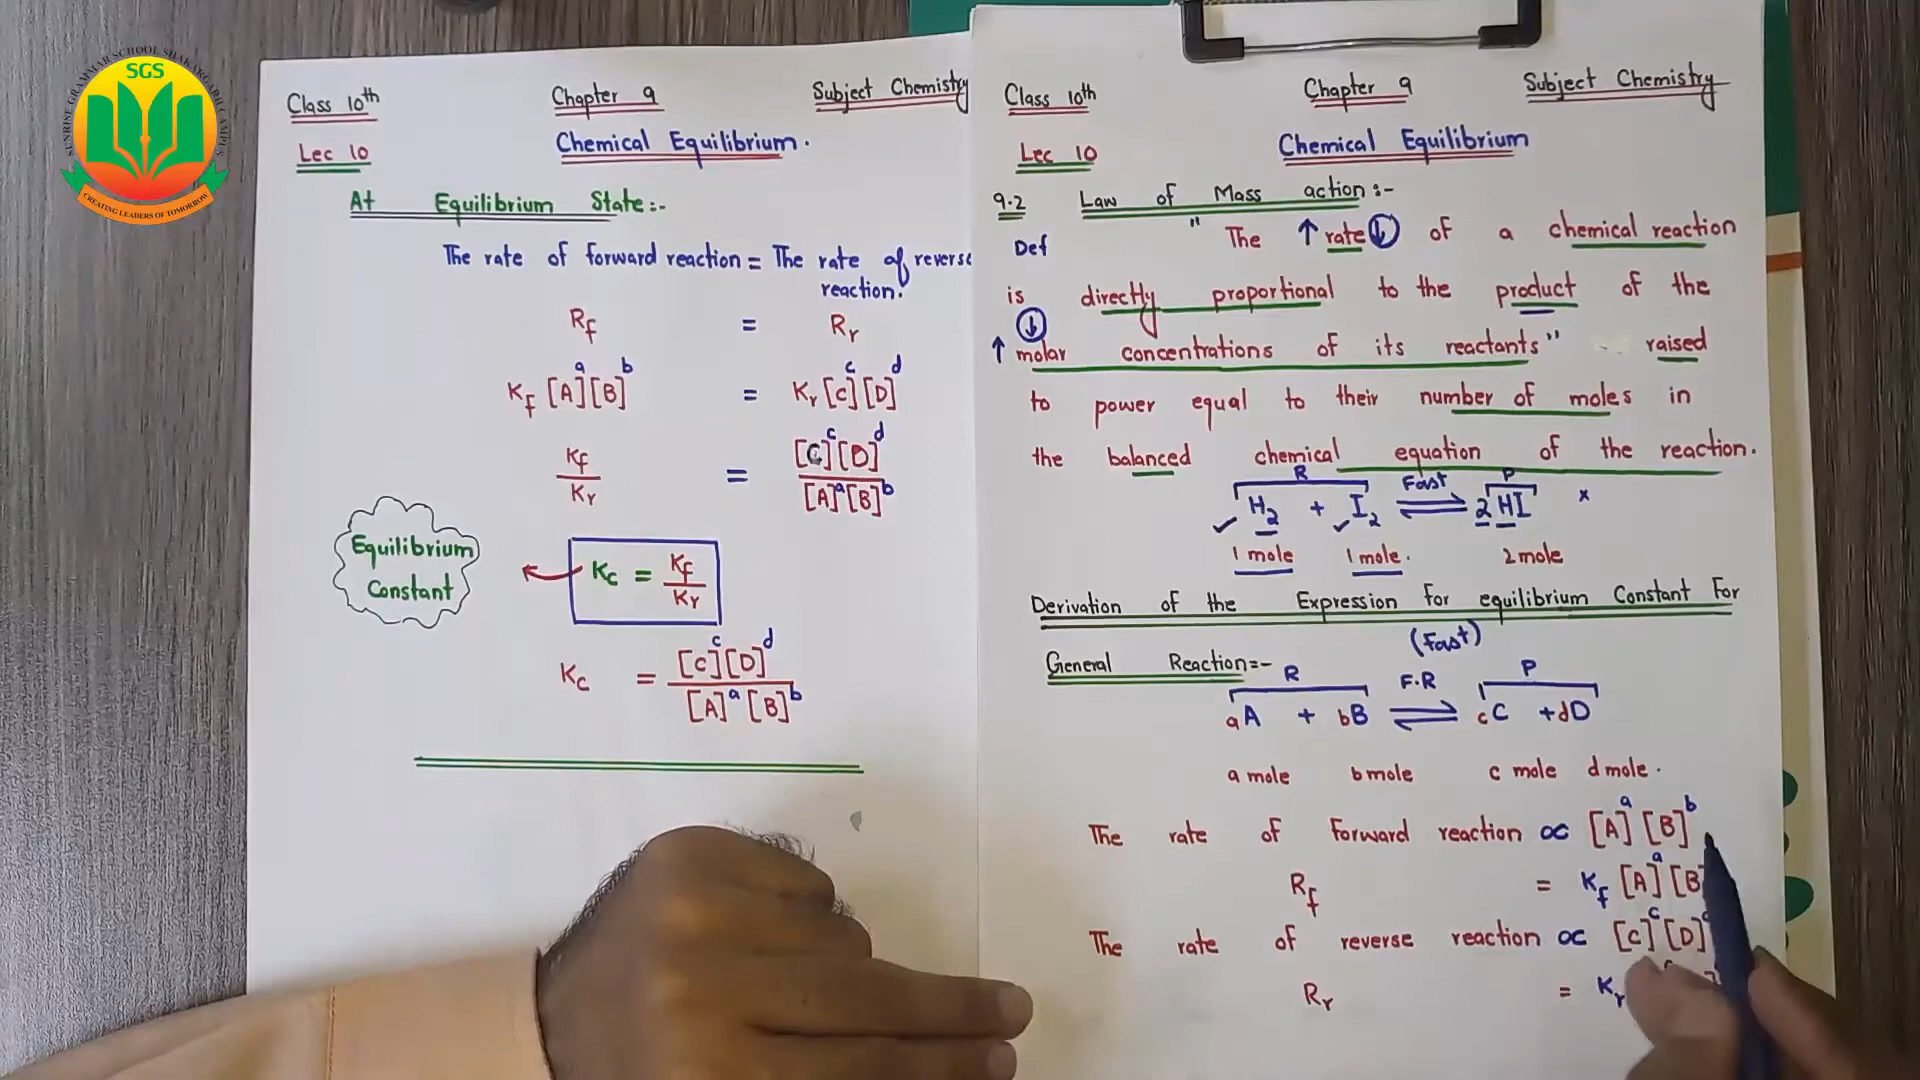 SUNRISE GRAMMAR SCHOOL SHAKARGARH CAMPUS
SGS
CREATING LEADERS OF TOMORROW
Class 10th Chapter 9 Subject Chemistry
Lec 10 Chemical Equilibrium.
At Equilibrium State:-
The rate of forward reaction = The rate of reverse
reaction.
Rf = Rr
Kf [A]^a [B]^b = Kr [C]^c [D]^d
Kf/Kr = [C]^c [D]^d / [A]^a [B]^b
Equilibrium Constant
Kc = Kf/Kr
Kc = [C]^c [D]^d / [A]^a [B]^b
Class 10th Chapter 9 Subject Chemistry
Lec 10 Chemical Equilibrium
9.2 Law of Mass action:-
Def " The ↑ rate ↓ of a chemical reaction
is directly proportional to the product of the
↓
↑ molar concentrations of its reactants" raised
to power equal to their number of moles in
the balanced chemical equation of the reaction.
R Fast P
H2 + I2 ⇌ 2HI ×
1 mole 1 mole. 2 mole
Derivation of the Expression for equilibrium Constant For
(Fast)
General Reaction:-
R F.R P
aA + bB ⇌ cC + dD
a mole b mole c mole d mole.
The rate of Forward reaction ∝ [A]^a [B]^b
Rf = Kf [A]^a [B
The rate of reverse reaction ∝ [C]^c [D]
Rr = Kr